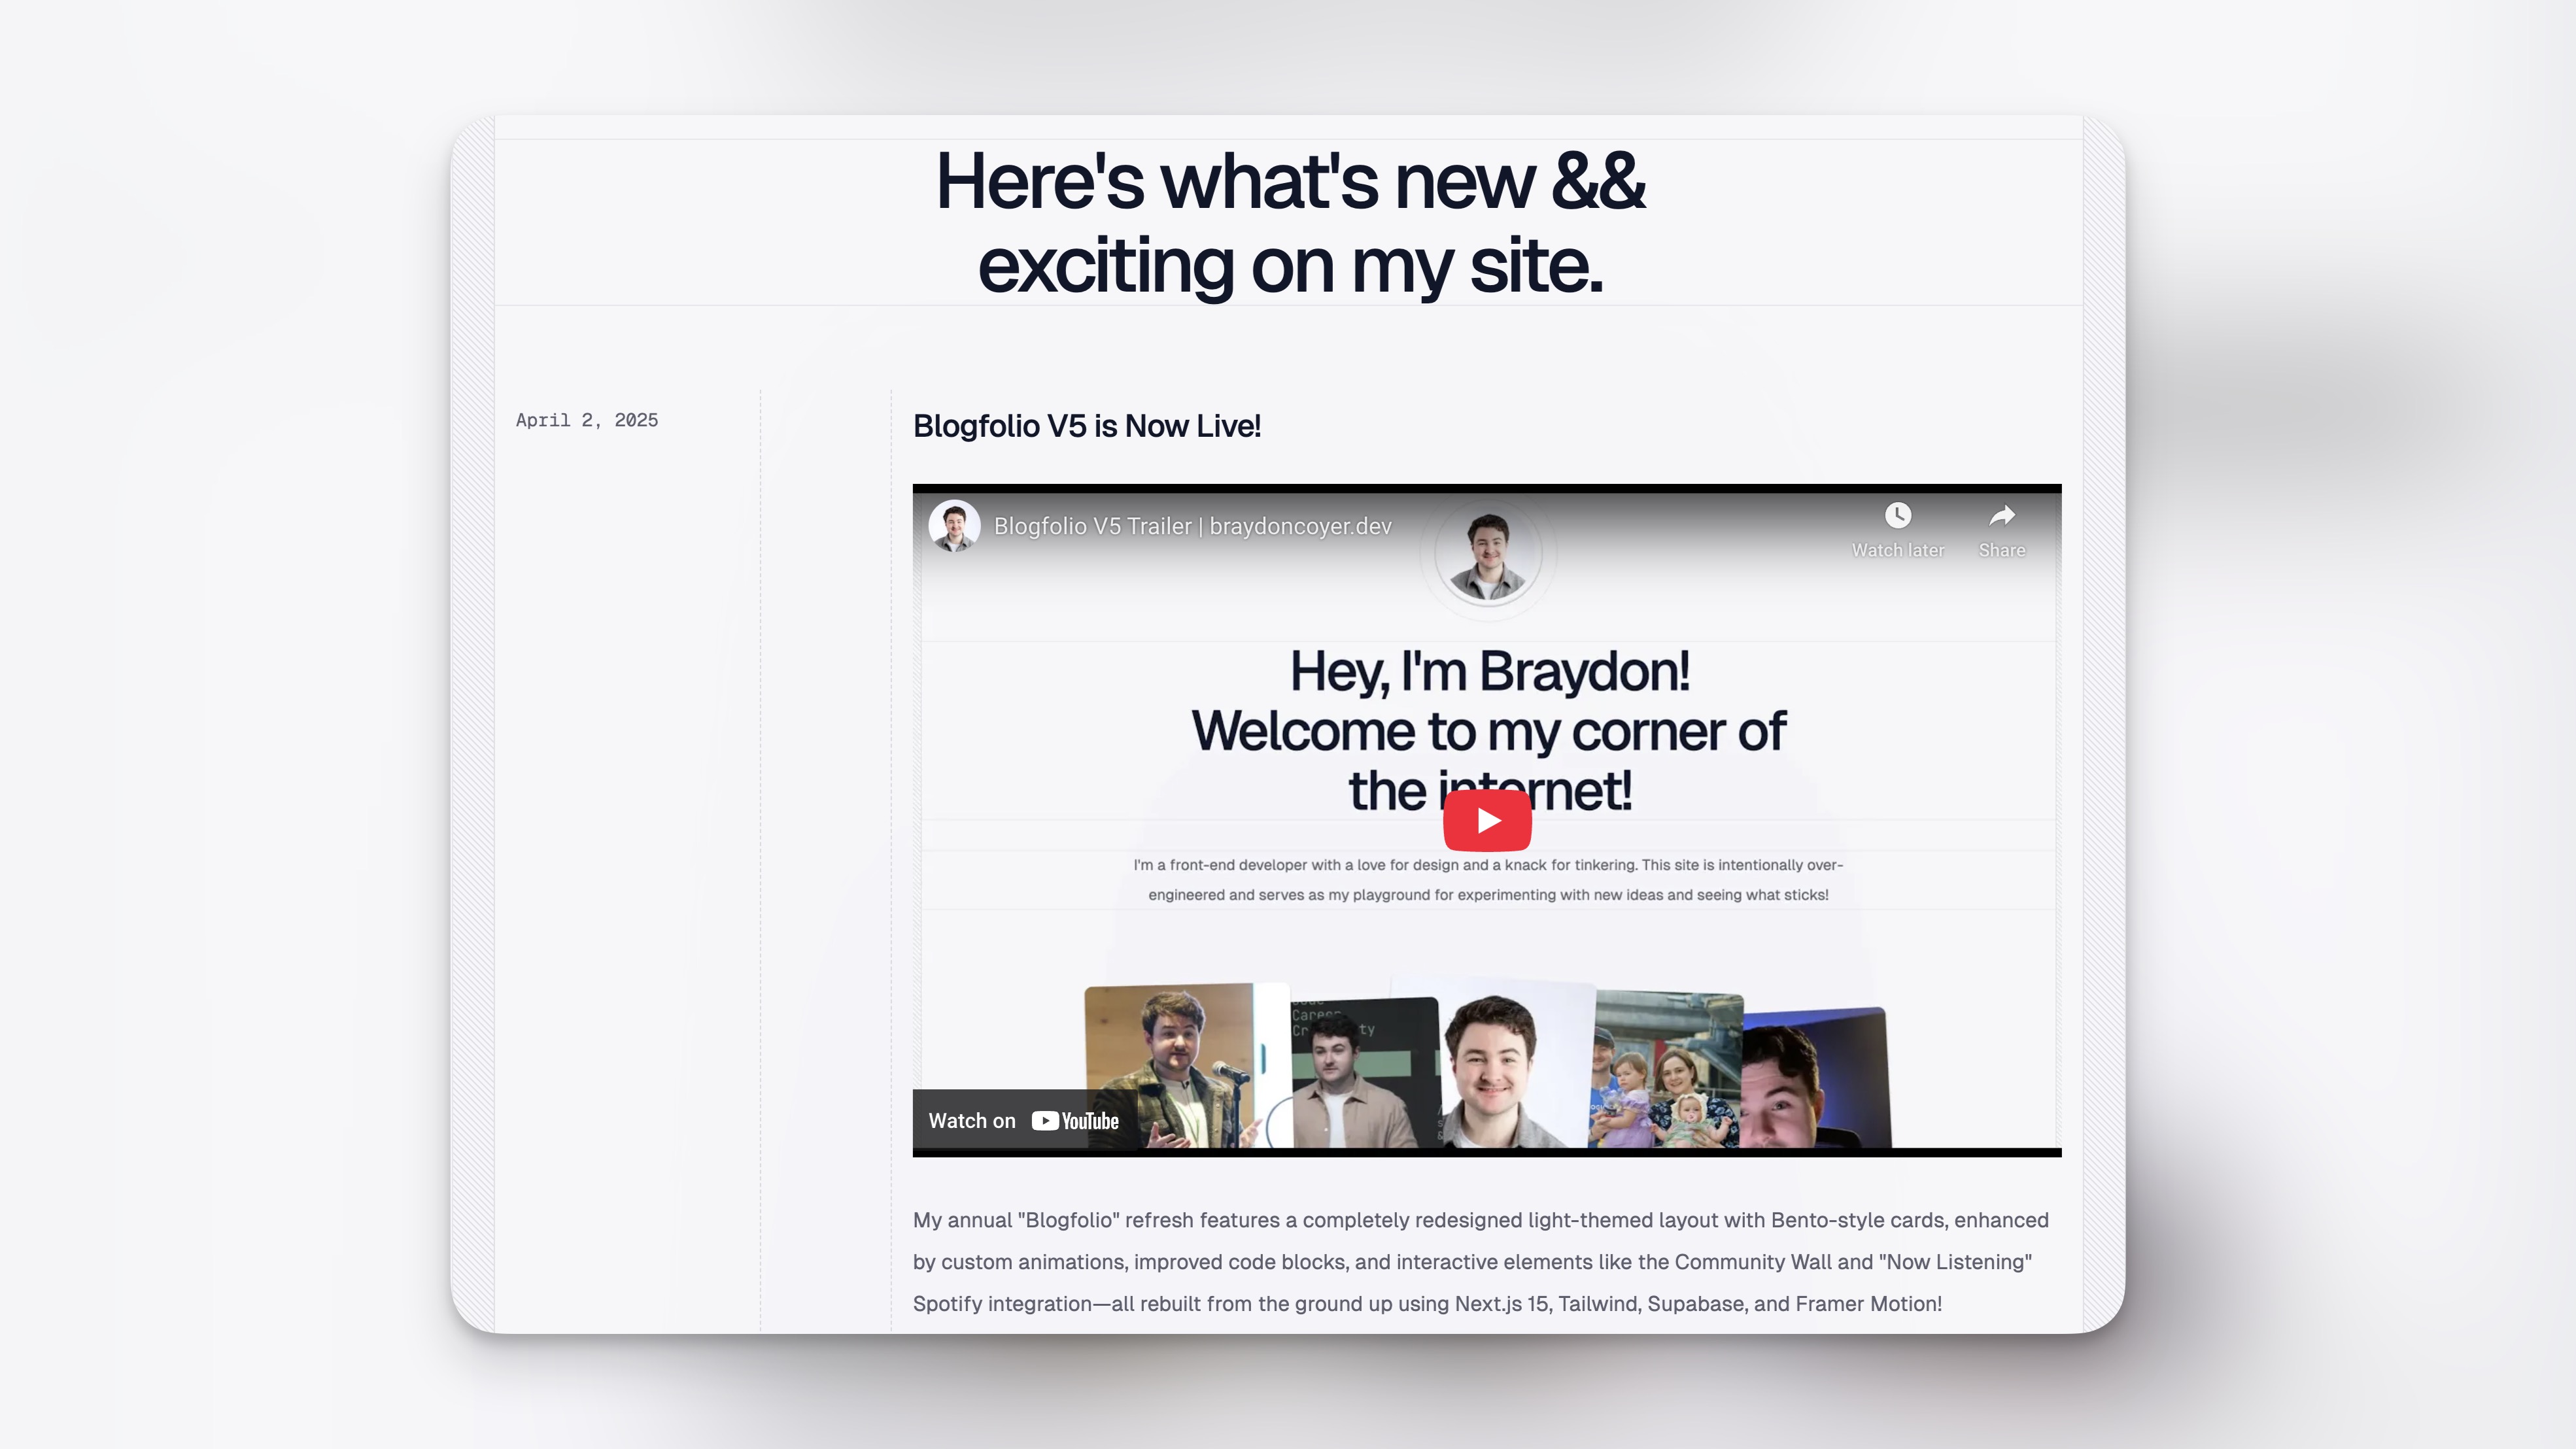 Here's what's new &&
exciting on my site.
April 2, 2025
Blogfolio V5 is Now Live!
Blogfolio V5 Trailer | braydoncoyer.dev
Watch later
Share
Hey, I'm Braydon!
Welcome to my corner of
the internet!
I'm a front-end developer with a love for design and a knack for tinkering. This site is intentionally over-
engineered and serves as my playground for experimenting with new ideas and seeing what sticks!
Career
Watch on YouTube
My annual "Blogfolio" refresh features a completely redesigned light-themed layout with Bento-style cards, enhanced
by custom animations, improved code blocks, and interactive elements like the Community Wall and "Now Listening"
Spotify integration—all rebuilt from the ground up using Next.js 15, Tailwind, Supabase, and Framer Motion!